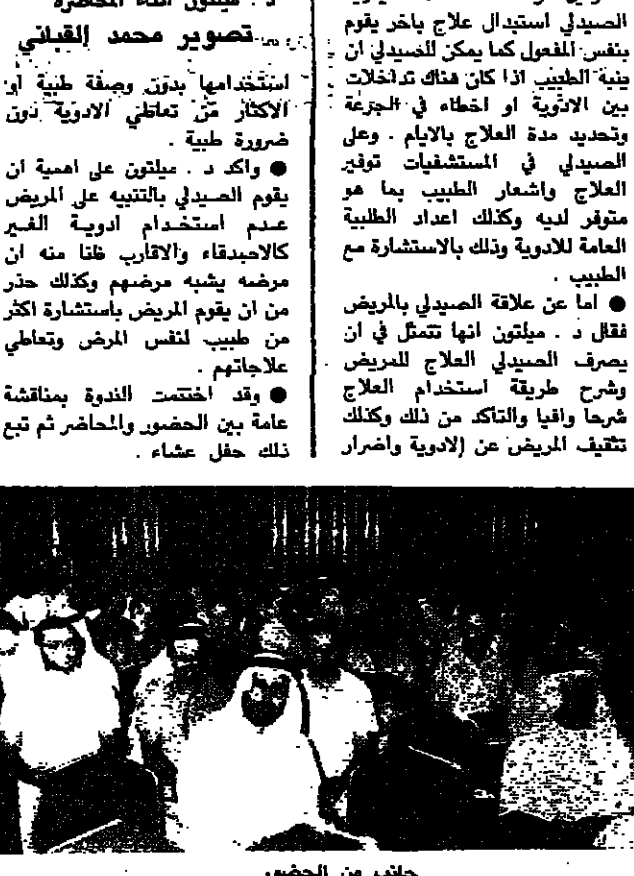 الصيدلي استبدال علاج باخر يقوم
بنفس المفعول كما يمكن للصيدلي ان
ينبه الطبيب اذا كان هناك تداخلات
بين الادوية او اخطاء في الجرعة
وتحديد مدة العلاج بالايام . وعلى
الصيدلي في المستشفيات توفير
العلاج واشعار الطبيب بما هو
متوفر لديه وكذلك اعداد الطلبية
العامة للادوية وذلك بالاستشارة مع
الطبيب .
● اما عن علاقة الصيدلي بالمريض
فقال د . ميلتون انها تتمثل في ان
يصرف الصيدلي العلاج للمريض
وشرح طريقة استخدام العلاج
شرحا وافيا والتأكد من ذلك وكذلك
تثقيف المريض عن الادوية واضرار
د . ميلتون اثناء المحاضرة
تصوير محمد القباني
استخدامها بدون وصفة طبية او
الاكثار من تعاطي الادوية دون
ضرورة طبية .
● واكد د . ميلتون على اهمية ان
يقوم الصيدلي بالتنبيه على المريض
عدم استخدام ادوية الغير
كالاصدقاء والاقارب ظنا منه ان
مرضه يشبه مرضهم وكذلك حذر
من ان يقوم المريض باستشارة اكثر
من طبيب لنفس المرض وتعاطي
علاجاتهم .
● وقد اختتمت الندوة بمناقشة
عامة بين الحضور والمحاضر ثم تبع
ذلك حفل عشاء .
جانب من الحضور